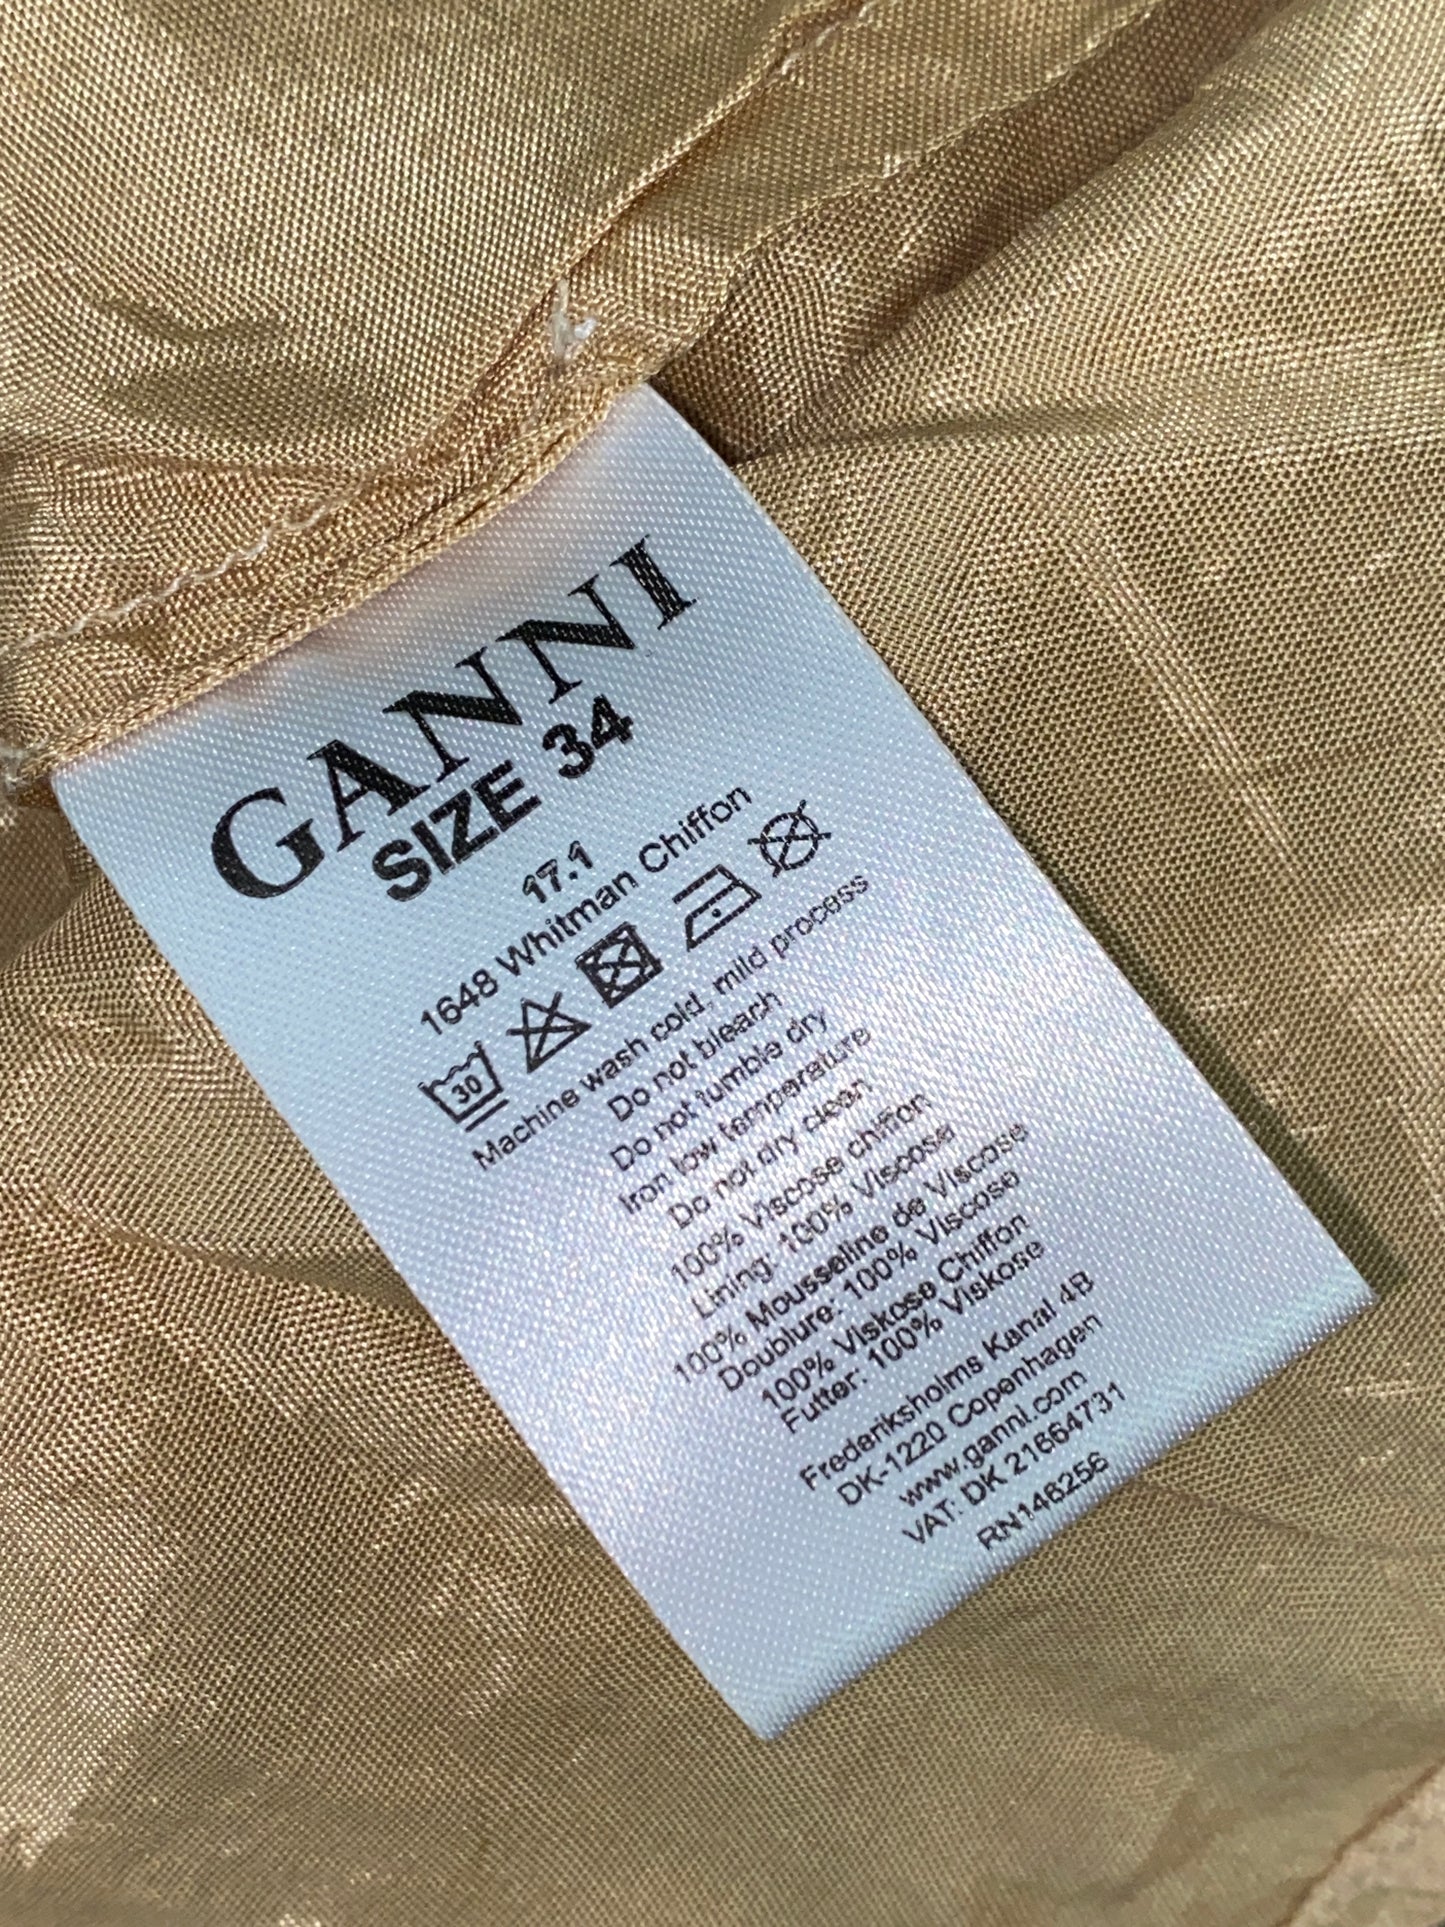 GANNI
SIZE 34
17.1
1648 Whitman Chiffon
30
Machine wash cold, mild process
Do not bleach
Do not tumble dry
Iron low temperature
Do not dry clean
100% Viscose chiffon
Lining: 100% Viscose
100% Mousseline de Viscose
Doublure: 100% Viscose
100% Viskose Chiffon
Futter: 100% Viskose
Frederiksholms Kanal 4B
DK-1220 Copenhagen
www.ganni.com
VAT: DK 21664731
RN146256